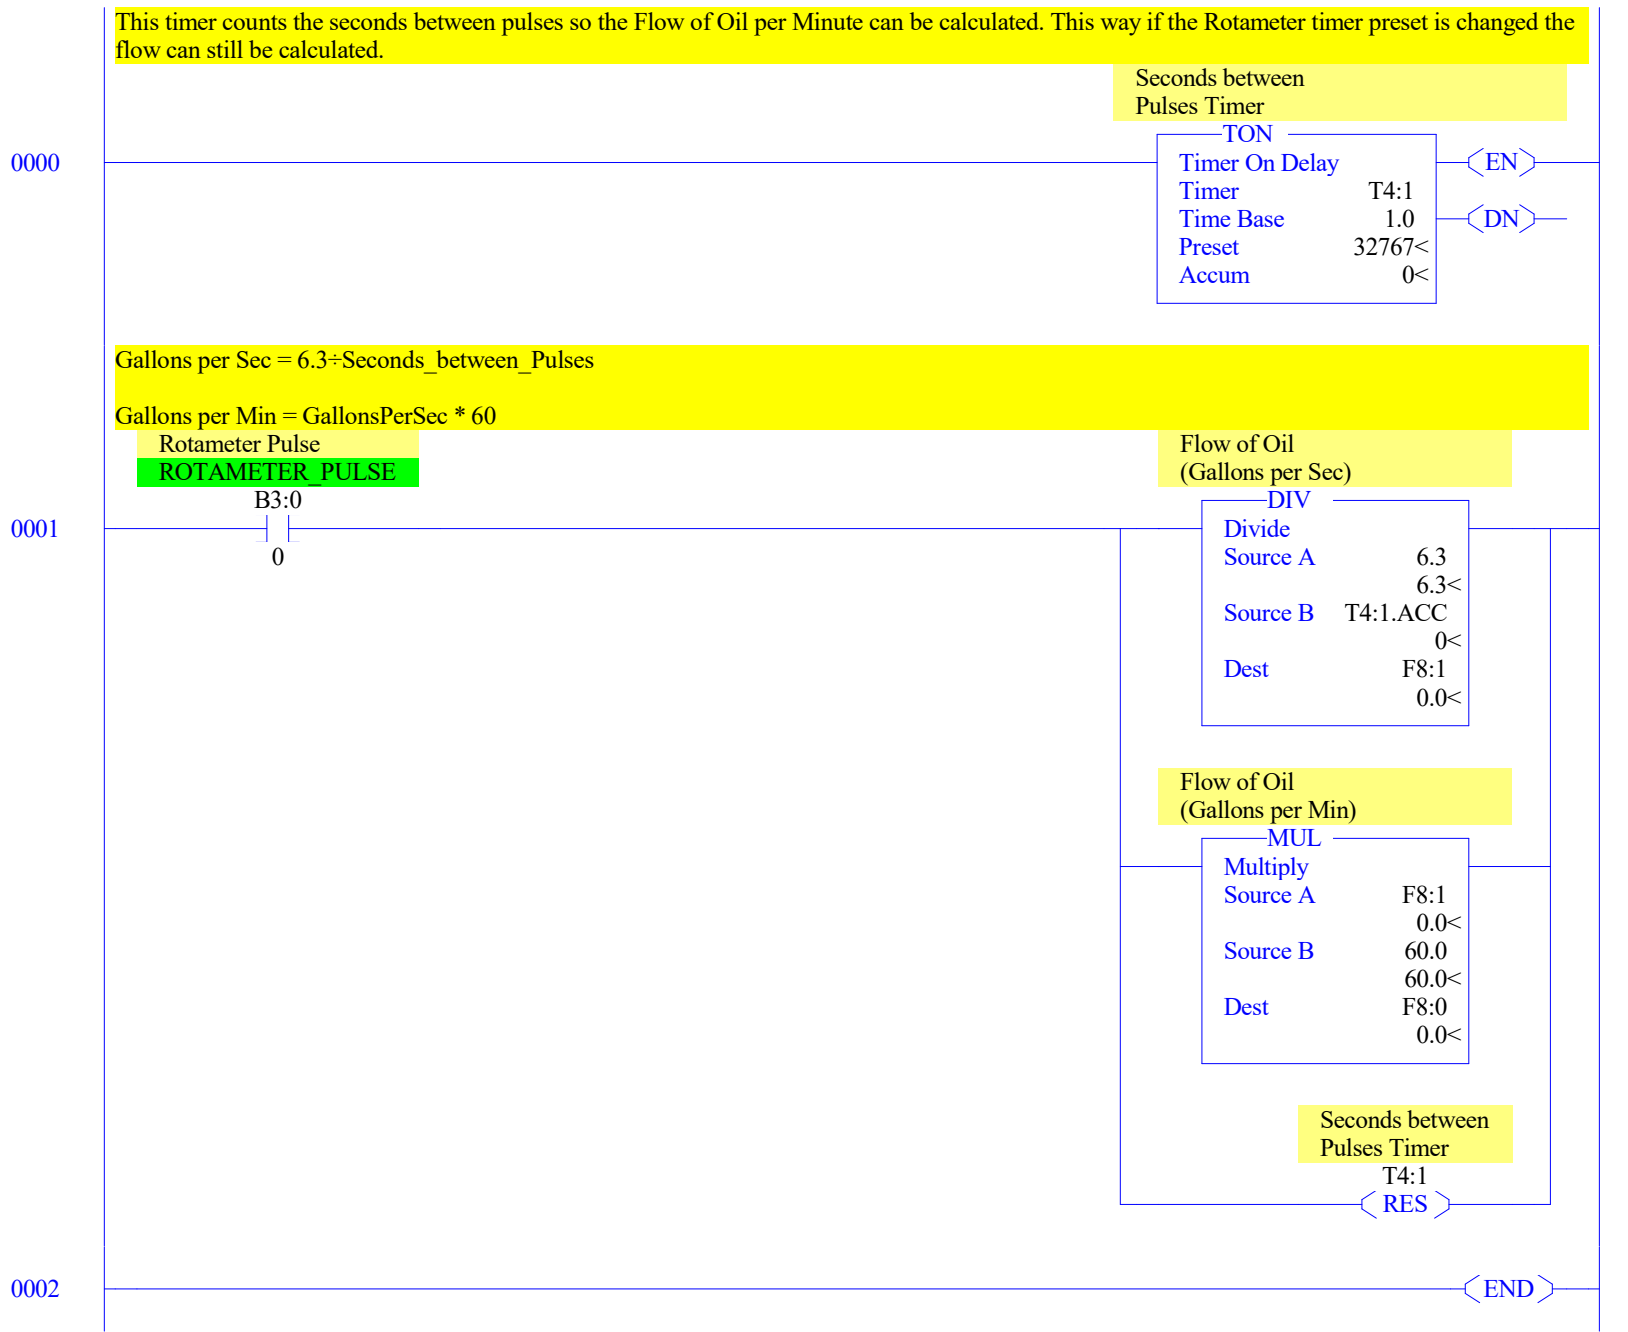 This timer counts the seconds between pulses so the Flow of Oil per Minute can be calculated. This way if the Rotameter timer preset is changed the
flow can still be calculated.
Seconds between
Pulses Timer
TON
0000
EN
Timer On Delay
Timer T4:1
Time Base 1.0
DN
Preset 32767<
Accum 0<
Gallons per Sec = 6.3÷Seconds_between_Pulses
Gallons per Min = GallonsPerSec * 60
Rotameter Pulse
ROTAMETER_PULSE
B3:0
0001
0
Flow of Oil
(Gallons per Sec)
DIV
Divide
Source A 6.3
6.3<
Source B T4:1.ACC
0<
Dest F8:1
0.0<
Flow of Oil
(Gallons per Min)
MUL
Multiply
Source A F8:1
0.0<
Source B 60.0
60.0<
Dest F8:0
0.0<
Seconds between
Pulses Timer
T4:1
RES
0002
END